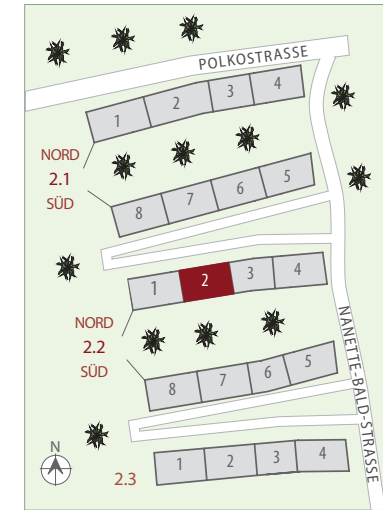 POLKOSTRASSE
1 2 3 4
NORD
2.1
SÜD
8 7 6 5
1 2 3 4
NORD
2.2
SÜD
8 7 6 5
NANETTE-BALD-STRASSE
N
2.3
1 2 3 4